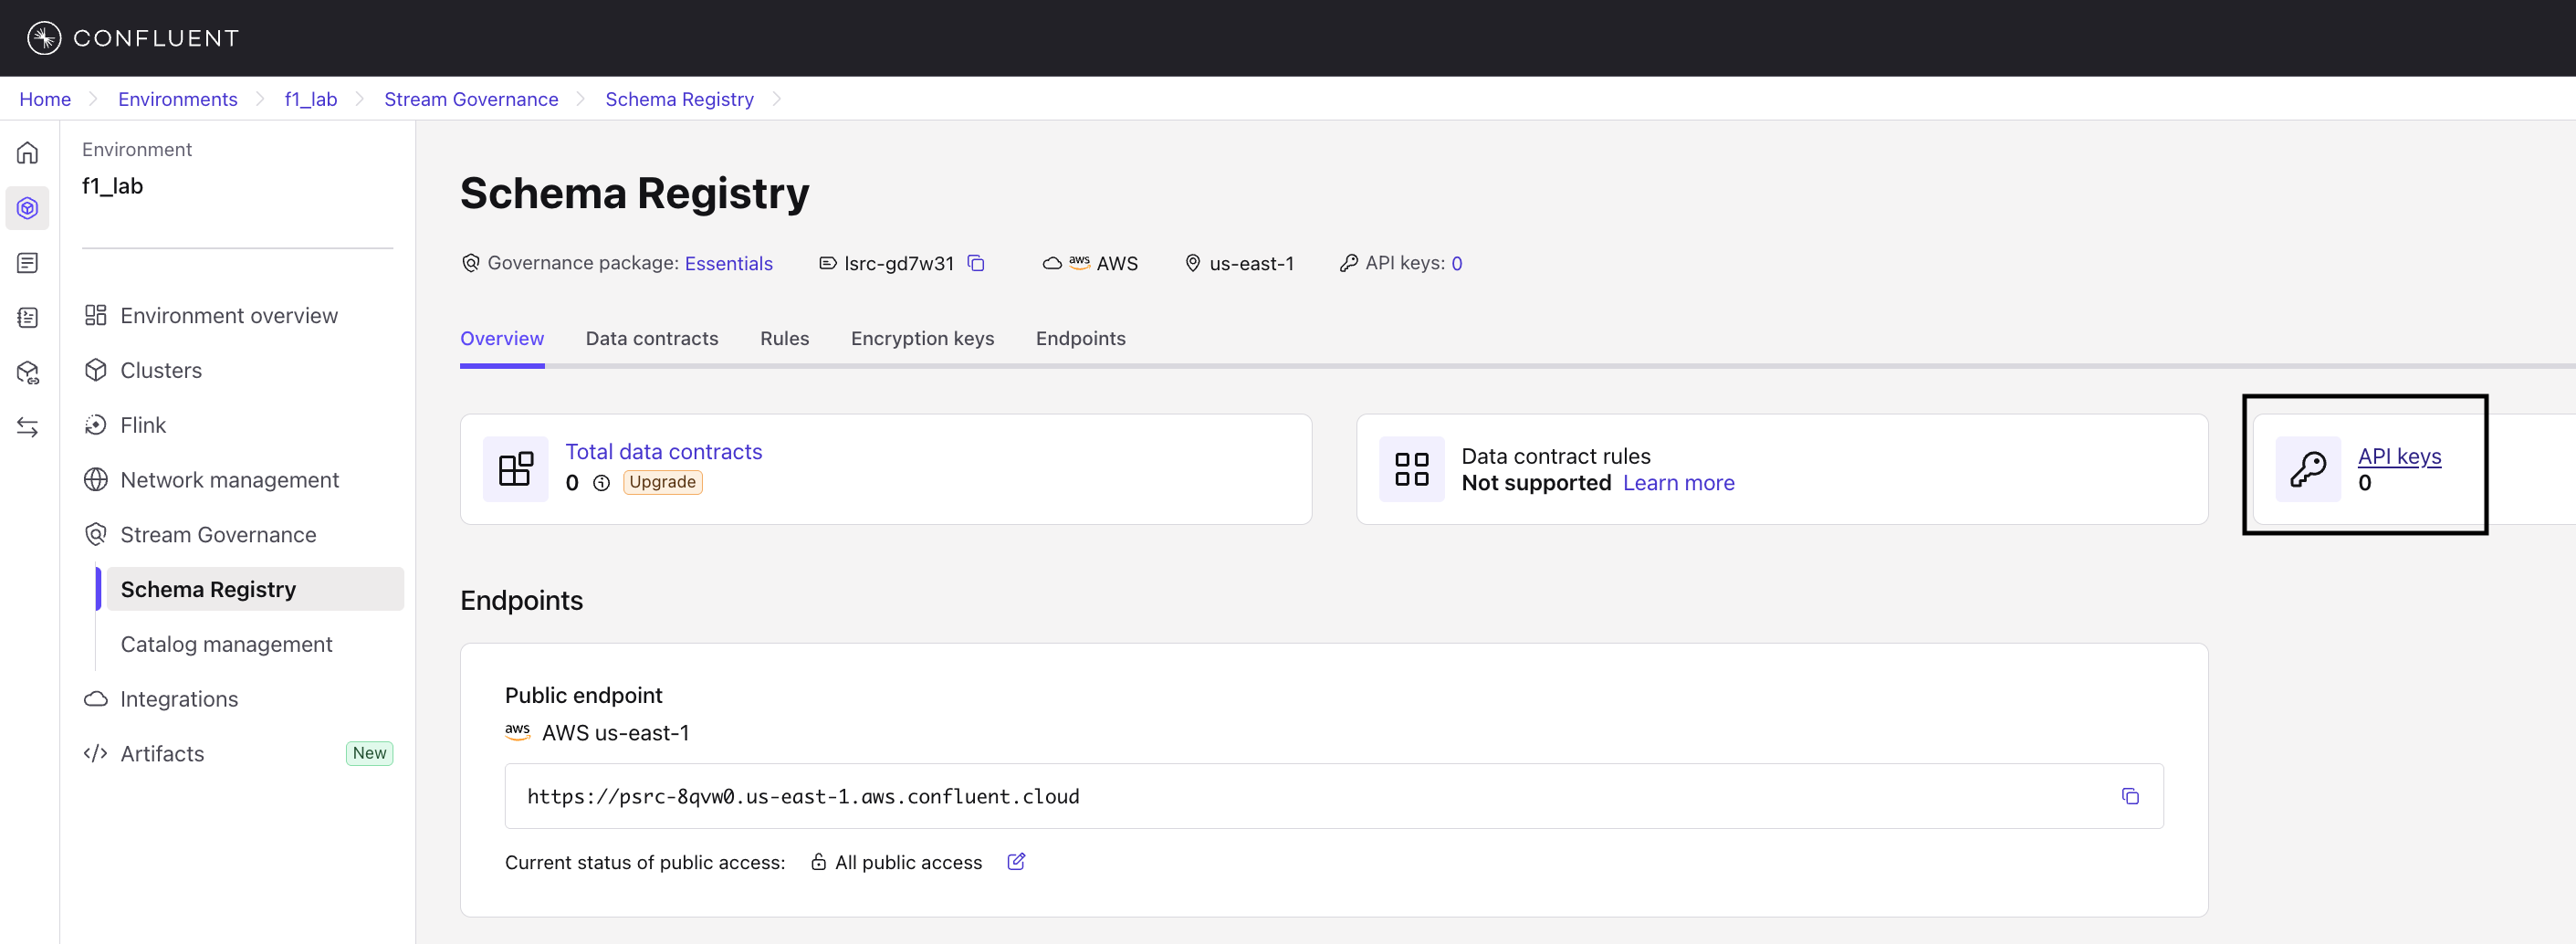 CONFLUENT
Home Environments f1_lab Stream Governance Schema Registry
Environment
f1_lab
Environment overview
Clusters
Flink
Network management
Stream Governance
Schema Registry
Catalog management
Integrations
Artifacts New
Schema Registry
Governance package: Essentials lsrc-gd7w31 aws AWS us-east-1 API keys: 0
Overview Data contracts Rules Encryption keys Endpoints
Total data contracts
0 Upgrade
Data contract rules
Not supported Learn more
API keys
0
Endpoints
Public endpoint
aws AWS us-east-1
https://psrc-8qvw0.us-east-1.aws.confluent.cloud
Current status of public access: All public access